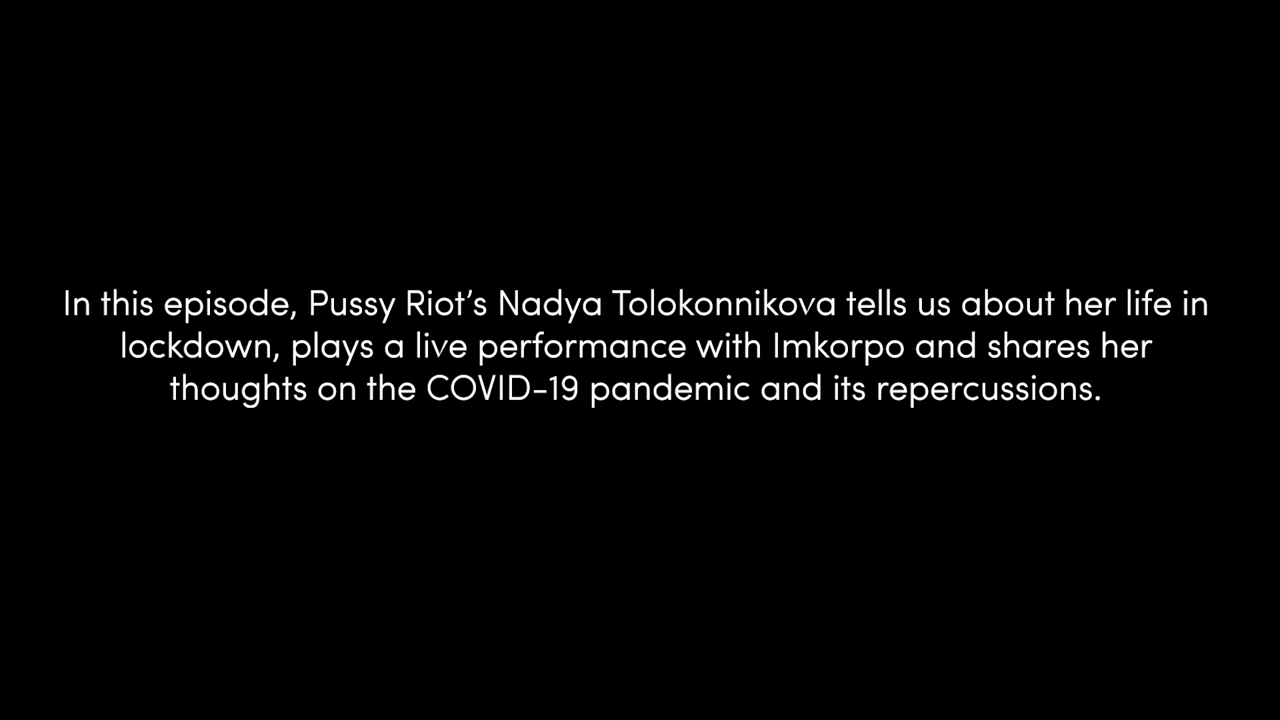 In this episode, Pussy Riot’s Nadya Tolokonnikova tells us about her life in
lockdown, plays a live performance with Imkorpo and shares her
thoughts on the COVID-19 pandemic and its repercussions.